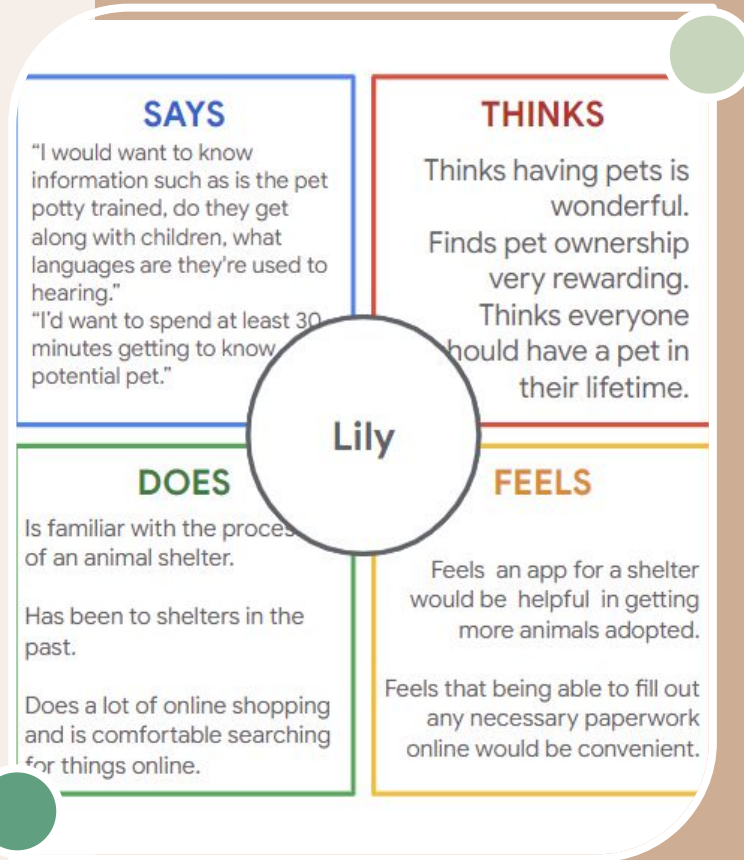 SAYS
“I would want to know
information such as is the pet
potty trained, do they get
along with children, what
languages are they're used to
hearing.”
“I’d want to spend at least 30
minutes getting to know
potential pet.”
THINKS
Thinks having pets is
wonderful.
Finds pet ownership
very rewarding.
Thinks everyone
hould have a pet in
their lifetime.
Lily
DOES
Is familiar with the proces
of an animal shelter.
Has been to shelters in the
past.
Does a lot of online shopping
and is comfortable searching
for things online.
FEELS
Feels an app for a shelter
would be helpful in getting
more animals adopted.
Feels that being able to fill out
any necessary paperwork
online would be convenient.